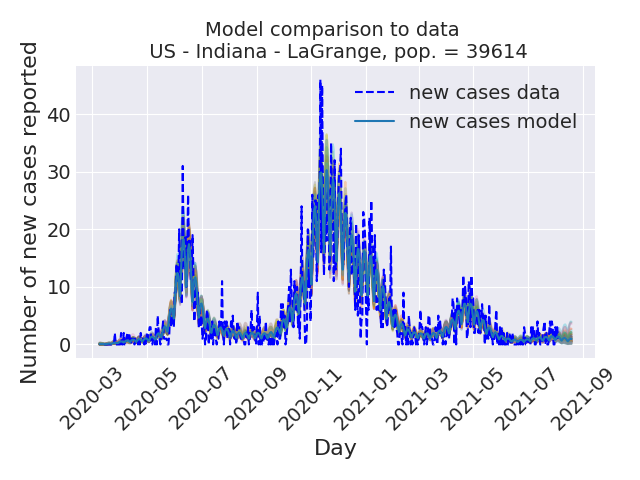 Model comparison to data
US - Indiana - LaGrange, pop. = 39614
Number of new cases reported
40
30
20
10
0
new cases data
new cases model
2020-03
2020-05
2020-07
2020-09
2020-11
2021-01
2021-03
2021-05
2021-07
2021-09
Day